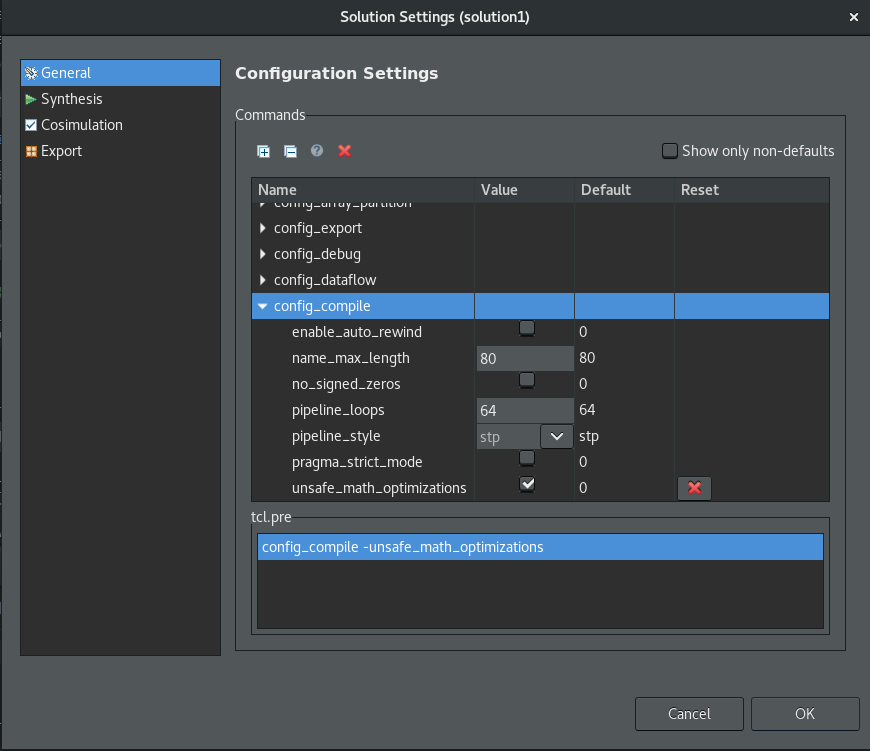 Solution Settings (solution1)
General
Synthesis
Cosimulation
Export
Configuration Settings
Commands
Show only non-defaults
Name Value Default Reset
config_array_partition
config_export
config_debug
config_dataflow
config_compile
enable_auto_rewind 0
name_max_length 80 80
no_signed_zeros 0
pipeline_loops 64 64
pipeline_style stp stp
pragma_strict_mode 0
unsafe_math_optimizations 0
tcl.pre
config_compile -unsafe_math_optimizations
Cancel OK